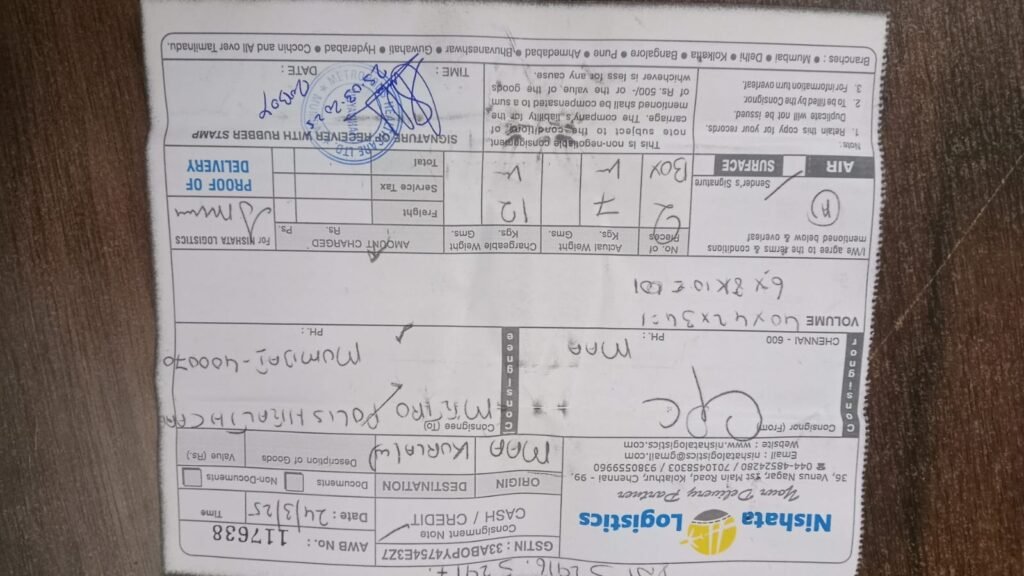 INV 52916, 52917.
Nishata
Logistics
Your Delivery Partner
36, Venus Nagar, 1st Main Road, Kolathur, Chennai - 99,
☎ 044-48524280 / 7010458303 / 9380559960
Email : nishatalogistics@gmail.com
Website : www.nishatalogistics.com
GSTIN : 33ABOPY4754E3Z7
Consignment Note
CASH / CREDIT
AWB No.: 117638
Date : 24/3/25
Time
ORIGIN
DESTINATION
Documents
Non-Documents
MAA
KURLA(W)
Description of Goods
Value (Rs.)
Consignor
Consignor (From)
CPC
MAA
CHENNAI - 600
PH. :
Consignee
Consignee (To)
METRO POLIS HEALTHCARE
MUMBAI - 400070
PH. :
VOLUME 40x42x34=1
6x8x10=
I/We agree to the terms & conditions
mentioned below & overleaf
Sender's Signature
AIR
SURFACE
No. of Pieces
Actual Weight
Kgs. Gms.
Chargeable Weight
Kgs. Gms.
AMOUNT CHARGED
Rs. Ps.
For NISHATA LOGISTICS
2
7
12
BOX
Freight
Service Tax
Total
PROOF OF
DELIVERY
Note:
1. Retain this copy for your records.
Duplicate will not be issued
2. To be filled by the Consignor.
3. For information turn overleaf.
This is non-negotiable consignment
note subject to the conditions of
carriage. The company's liability for the
mentioned shall be compensated to a sum
of Rs. 500/- or the value of the goods
whichever is less for any cause.
SIGNATURE OF RECEIVER WITH RUBBER STAMP
TIME :
DATE :
25.03.2025
Branches : ● Mumbai ● Delhi ● Kolkatta ● Bangalore ● Pune ● Ahmedabad ● Bhuvaneshwar ● Guwahati ● Hyderabad ● Cochin and All over Tamilnadu.